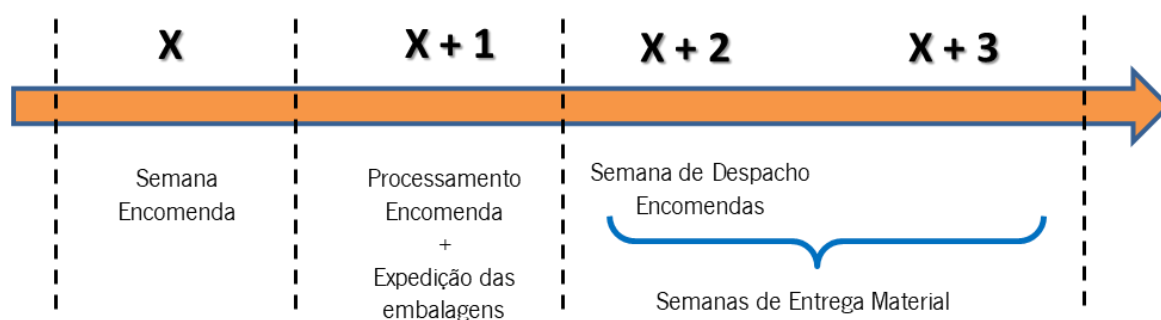 X
X + 1
X + 2
X + 3
Semana
Encomenda
Processamento
Encomenda
+
Expedição das
embalagens
Semana de Despacho
Encomendas
Semanas de Entrega Material